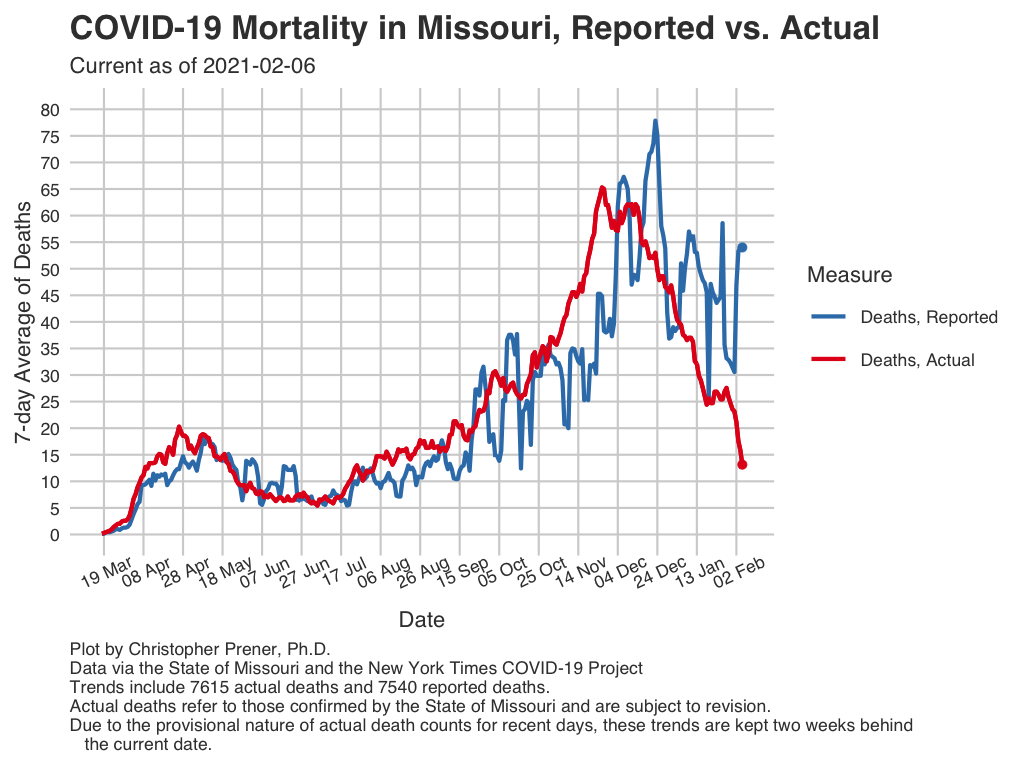 COVID-19 Mortality in Missouri, Reported vs. Actual
Current as of 2021-02-06
80
75
70
65
60
55
50
45
40
35
30
25
20
15
10
5
0
7-day Average of Deaths
19 Mar
08 Apr
28 Apr
18 May
07 Jun
27 Jun
17 Jul
06 Aug
26 Aug
15 Sep
05 Oct
25 Oct
14 Nov
04 Dec
24 Dec
13 Jan
02 Feb
Date
Measure
Deaths, Reported
Deaths, Actual
Plot by Christopher Prener, Ph.D.
Data via the State of Missouri and the New York Times COVID-19 Project
Trends include 7615 actual deaths and 7540 reported deaths.
Actual deaths refer to those confirmed by the State of Missouri and are subject to revision.
Due to the provisional nature of actual death counts for recent days, these trends are kept two weeks behind
the current date.